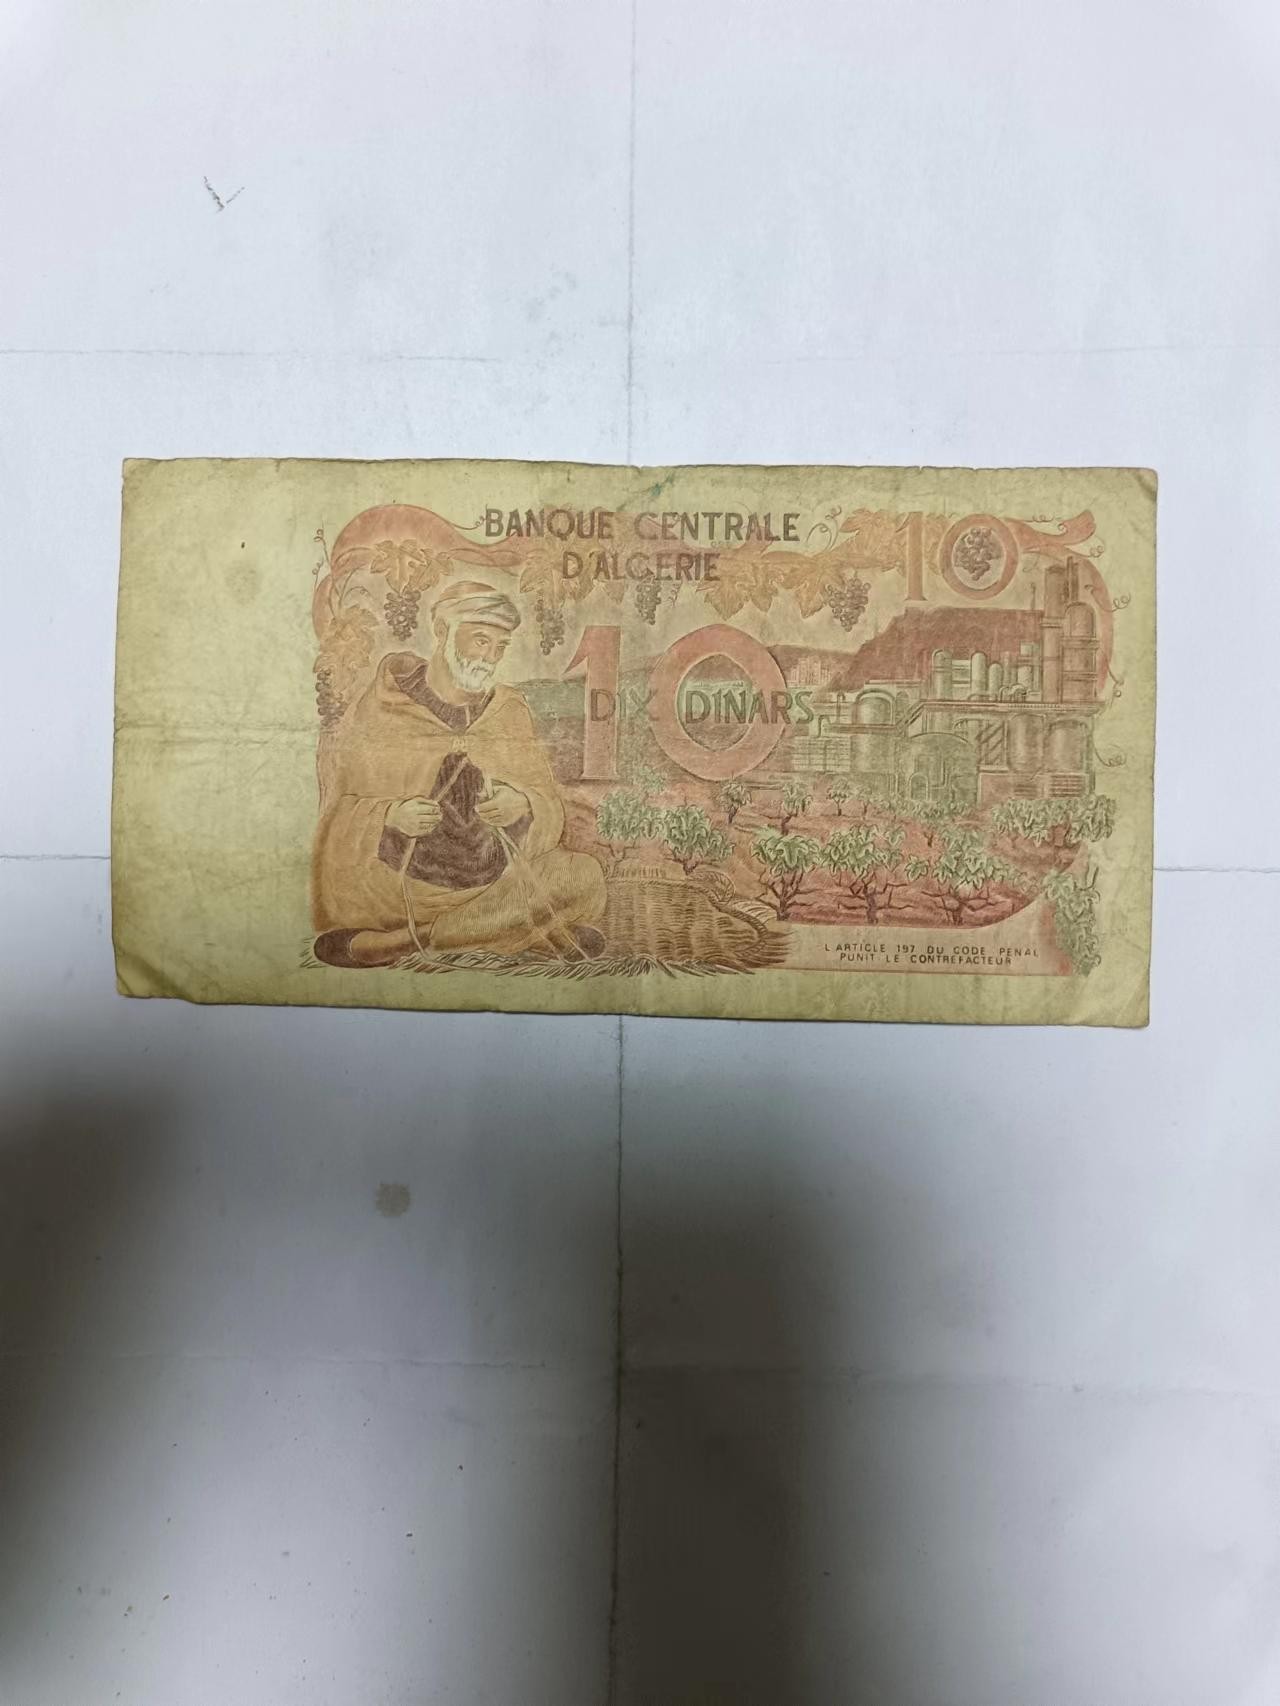 BANQUE CENTRALE
D'ALGERIE
10
10
DIX DINARS
L'ARTICLE 197 DU CODE PENAL
PUNIT LE CONTREFACTEUR